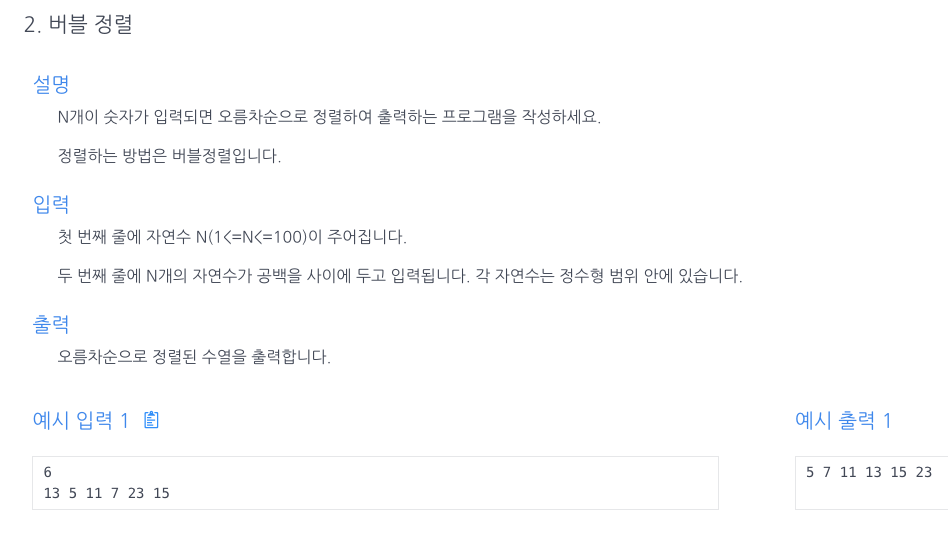 2. 버블 정렬
설명
N개이 숫자가 입력되면 오름차순으로 정렬하여 출력하는 프로그램을 작성하세요.
정렬하는 방법은 버블정렬입니다.
입력
첫 번째 줄에 자연수 N(1<=N<=100)이 주어집니다.
두 번째 줄에 N개의 자연수가 공백을 사이에 두고 입력됩니다. 각 자연수는 정수형 범위 안에 있습니다.
출력
오름차순으로 정렬된 수열을 출력합니다.
예시 입력 1
6
13 5 11 7 23 15
예시 출력 1
5 7 11 13 15 23